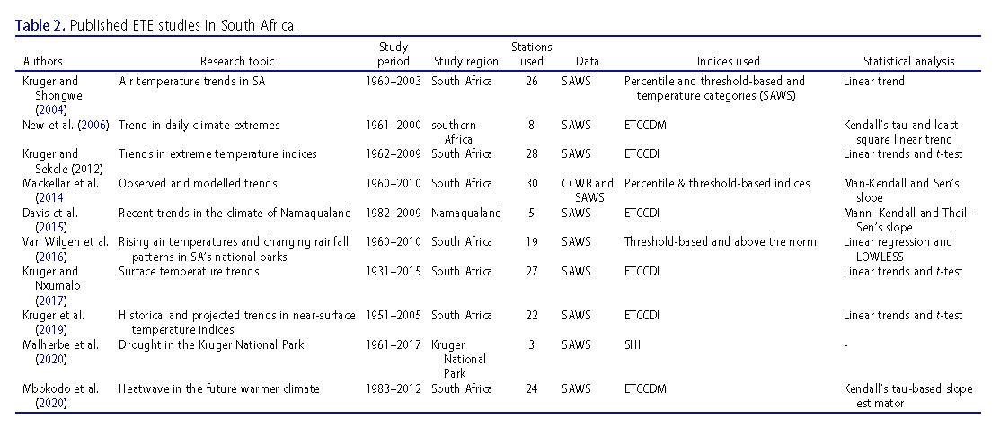 Table 2. Published ETE studies in South Africa.
Study Stations
Authors Research topic period Study region used Data Indices used Statistical analysis
Kruger and Air temperature trends in SA 1960–2003 South Africa 26 SAWS Percentile and threshold-based and Linear trend
Shongwe temperature categories (SAWS)
(2004)
New et al. (2006) Trend in daily climate extremes 1961–2000 southern 8 SAWS ETCCDMI Kendall's tau and least
Africa square linear trend
Kruger and Trends in extreme temperature indices 1962–2009 South Africa 28 SAWS ETCCDI Linear trends and t-test
Sekele (2012)
Mackellar et al. Observed and modelled trends 1960–2010 South Africa 30 CCWR and Percentile & threshold-based indices Man-Kendall and Sen's
(2014 SAWS slope
Davis et al. Recent trends in the climate of Namaqualand 1982–2009 Namaqualand 5 SAWS ETCCDI Mann–Kendall and Theil–
(2015) Sen's slope
Van Wilgen et al. Rising air temperatures and changing rainfall 1960–2010 South Africa 19 SAWS Threshold-based and above the norm Linear regression and
(2016) patterns in SA's national parks LOWLESS
Kruger and Surface temperature trends 1931–2015 South Africa 27 SAWS ETCCDI Linear trends and t-test
Nxumalo
(2017)
Kruger et al. Historical and projected trends in near-surface 1951–2005 South Africa 22 SAWS ETCCDI Linear trends and t-test
(2019) temperature indices
Malherbe et al. Drought in the Kruger National Park 1961–2017 Kruger 3 SAWS SHI -
(2020) National
Park
Mbokodo et al. Heatwave in the future warmer climate 1983–2012 South Africa 24 SAWS ETCCDMI Kendall's tau-based slope
(2020) estimator